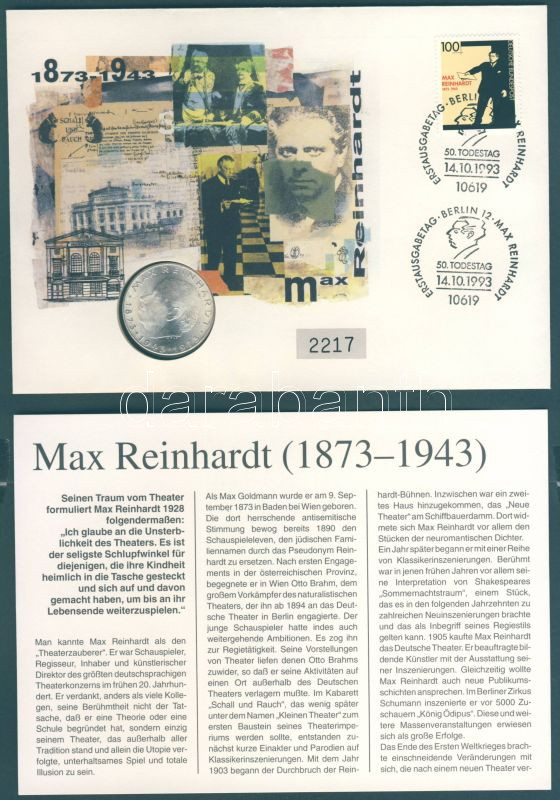 1873-1943
SCHALL
UND
RAUCH
Max Reinhardt
100
DEUTSCHE BUNDESPOST
MAX
REINHARDT
1873-1943
ERSTAUSGABETAG · BERLIN 12 · MAX REINHARDT
50. TODESTAG
14.10.1993
10619
ERSTAUSGABETAG · BERLIN 12 · MAX REINHARDT
50. TODESTAG
14.10.1993
10619
MAX REINHARDT
2217
darabanth
Max Reinhardt (1873–1943)
Seinen Traum vom Theater
formuliert Max Reinhardt 1928
folgendermaßen:
„Ich glaube an die Unsterb-
lichkeit des Theaters. Es ist
der seligste Schlupfwinkel für
diejenigen, die ihre Kindheit
heimlich in die Tasche gesteckt
und sich auf und davon
gemacht haben, um bis an ihr
Lebensende weiterzuspielen.“
Man kannte Max Reinhardt als den
„Theaterzauberer“. Er war Schauspieler,
Regisseur, Inhaber und künstlerischer
Direktor des größten deutschsprachigen
Theaterkonzerns im frühen 20. Jahrhun-
dert. Er verdankt, anders als viele Kolle-
gen, seine Berühmtheit nicht der Tat-
sache, daß er eine Theorie oder eine
Schule begründet hat, sondern einzig
seinem Theater, das außerhalb aller
Tradition stand und allein die Utopie ver-
folgte, unterhaltsames Spiel und totale
Illusion zu sein.
Als Max Goldmann wurde er am 9. Sep-
tember 1873 in Baden bei Wien geboren.
Die dort herrschende antisemitische
Stimmung bewog bereits 1890 den
Schauspieleleven, den jüdischen Fami-
liennamen durch das Pseudonym Rein-
hardt zu ersetzen. Nach ersten Engage-
ments in der österreichischen Provinz,
begegnete er in Wien Otto Brahm, dem
großem Vorkämpfer des naturalistischen
Theaters, der ihn ab 1894 an das Deut-
sche Theater in Berlin engagierte. Der
junge Schauspieler hatte indes auch
weitergehende Ambitionen. Es zog ihn
zur Regietätigkeit. Seine Vorstellungen
von Theater liefen denen Otto Brahms
zuwider, so daß er seine Aktivitäten auf
einen Ort außerhalb des Deutschen
Theaters verlagern mußte. Im Kabarett
„Schall und Rauch“, das wenig später
unter dem Namen „Kleinen Theater“ zum
ersten Baustein seines Theaterimpe-
riums werden sollte, entstanden zu-
nächst kurze Einakter und Parodien auf
Klassikerinszenierungen. Mit dem Jahr
1903 begann der Durchbruch der Rein-
hardt-Bühnen. Inzwischen war ein zwei-
tes Haus hinzugekommen, das „Neue
Theater“ am Schiffbauerdamm. Dort wid-
mete sich Max Reinhardt vor allem den
Stücken der neuromantischen Dichter.
Ein Jahr später begann er mit einer Reihe
von Klassikerinszenierungen. Berühmt
war in jenen frühen Jahren vor allem sei-
ne Interpretation von Shakespeares
„Sommernachtstraum“, einem Stück,
das es in den folgenden Jahrzehnten zu
zahlreichen Neuinszenierungen brachte
und das als Inbegriff seines Regiestils
gelten kann. 1905 kaufte Max Reinhardt
das Deutsche Theater. Er beauftragte bil-
dende Künstler mit der Ausstattung sei-
ner Inszenierungen. Gleichzeitig wollte
Max Reinhardt auch neue Publikums-
schichten ansprechen. Im Berliner Zirkus
Schumann inszenierte er vor 5000 Zu-
schauern „König Ödipus“. Diese und wei-
tere Massenveranstaltungen erwiesen
sich als große Erfolge.
Das Ende des Ersten Weltkrieges brach-
te einschneidende Veränderungen mit
sich, die nach einem neuen Theater ver-